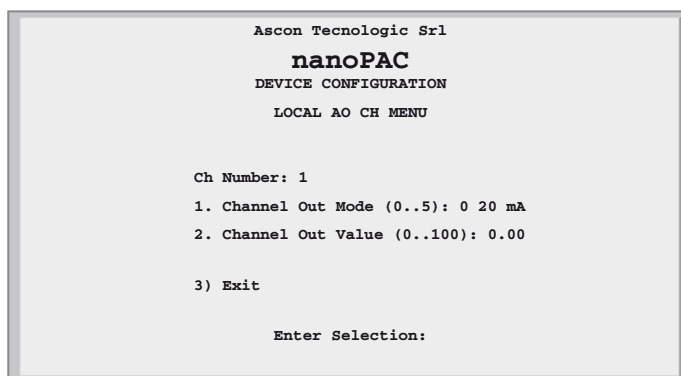 Ascon Tecnologic Srl
nanoPAC
DEVICE CONFIGURATION
LOCAL AO CH MENU
Ch Number: 1
1. Channel Out Mode (0..5): 0 20 mA
2. Channel Out Value (0..100): 0.00
3) Exit
Enter Selection: